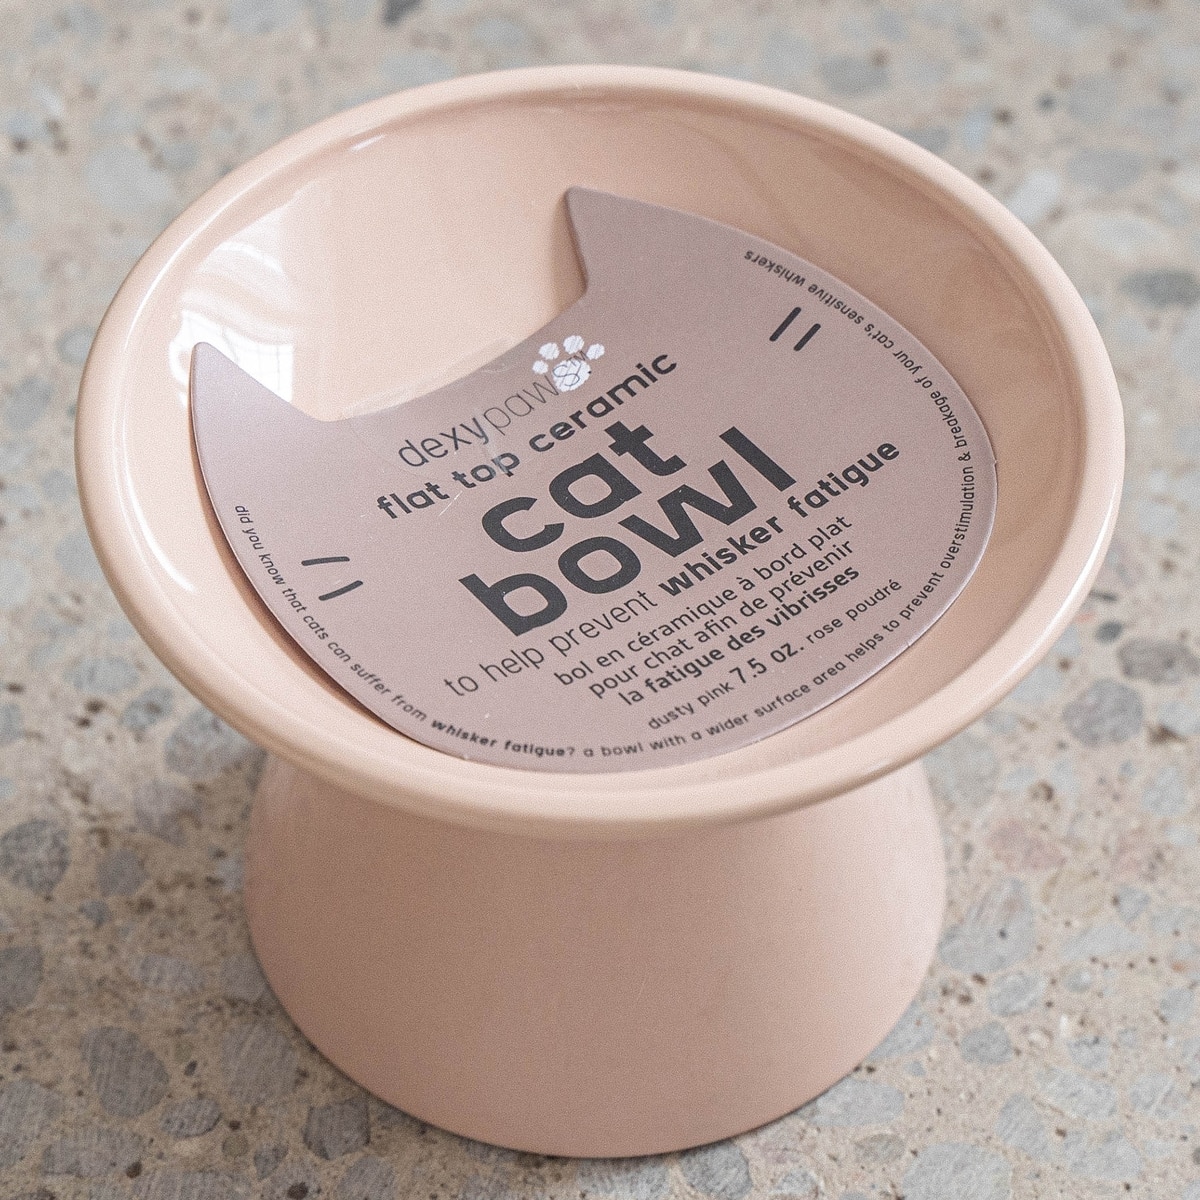 dexypaws™
flat top ceramic
cat
bowl
to help prevent whisker fatigue
bol en céramique à bord plat
pour chat afin de prévenir
la fatigue des vibrisses
dusty pink 7.5 oz. rose poudré
did you know that cats can suffer from whisker fatigue? a bowl with a wider surface area helps to prevent overstimulation & breakage of your cat's sensitive whiskers